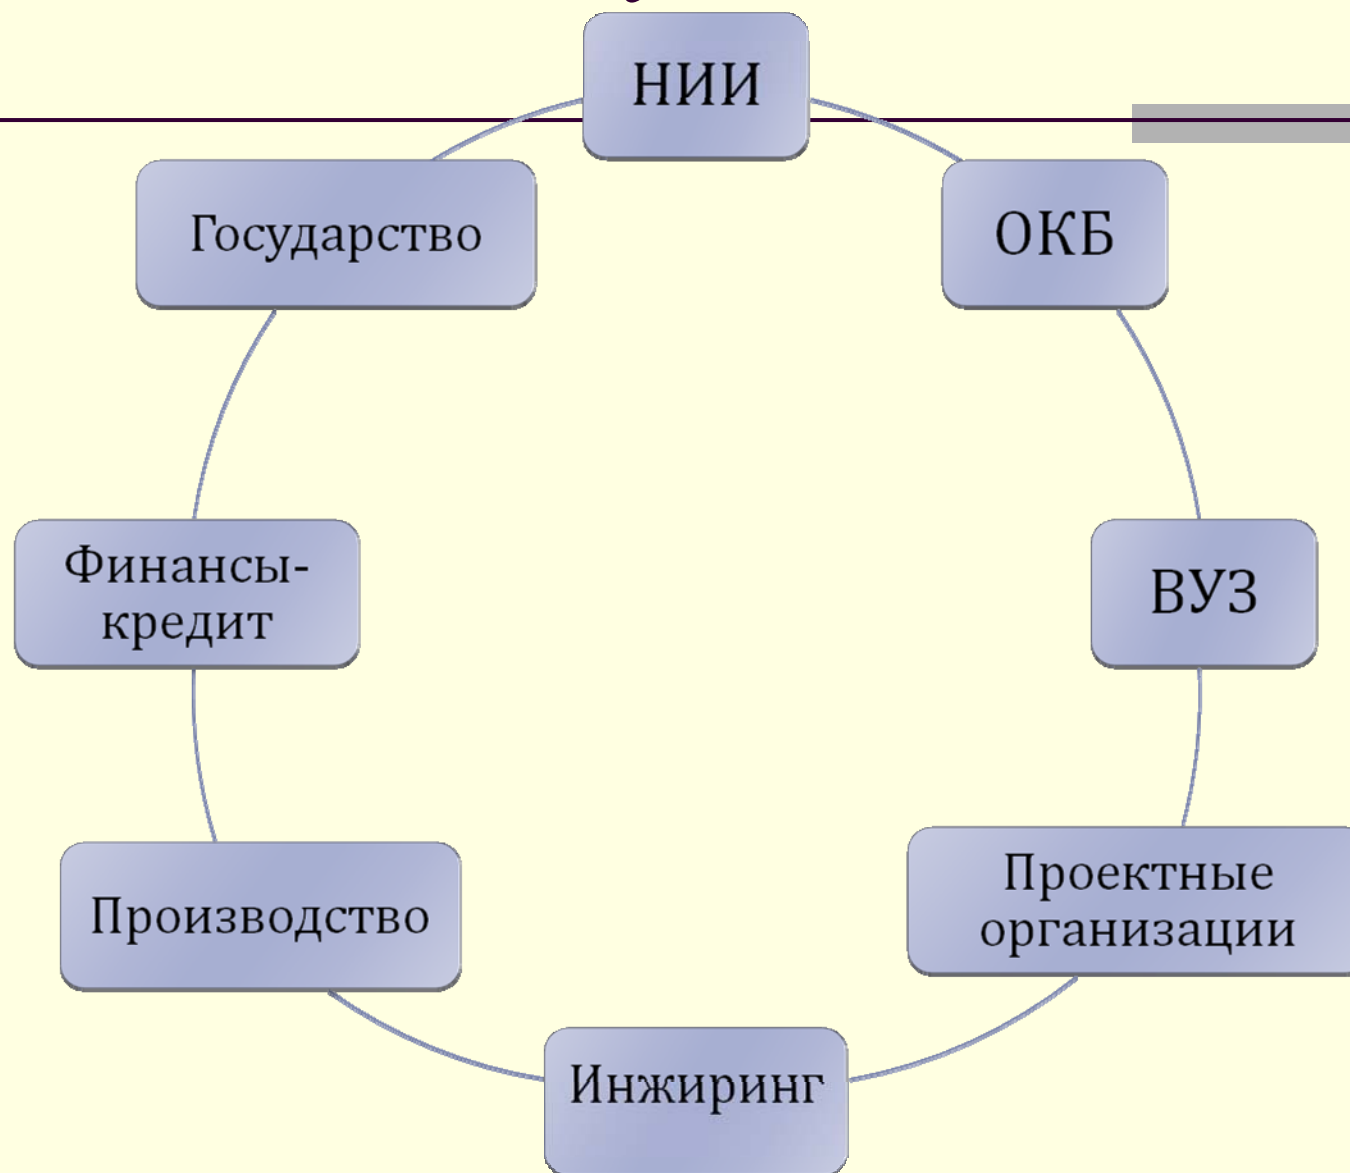 НИИ
ОКБ
ВУЗ
Проектные
организации
Инжиринг
Производство
Финансы-
кредит
Государство